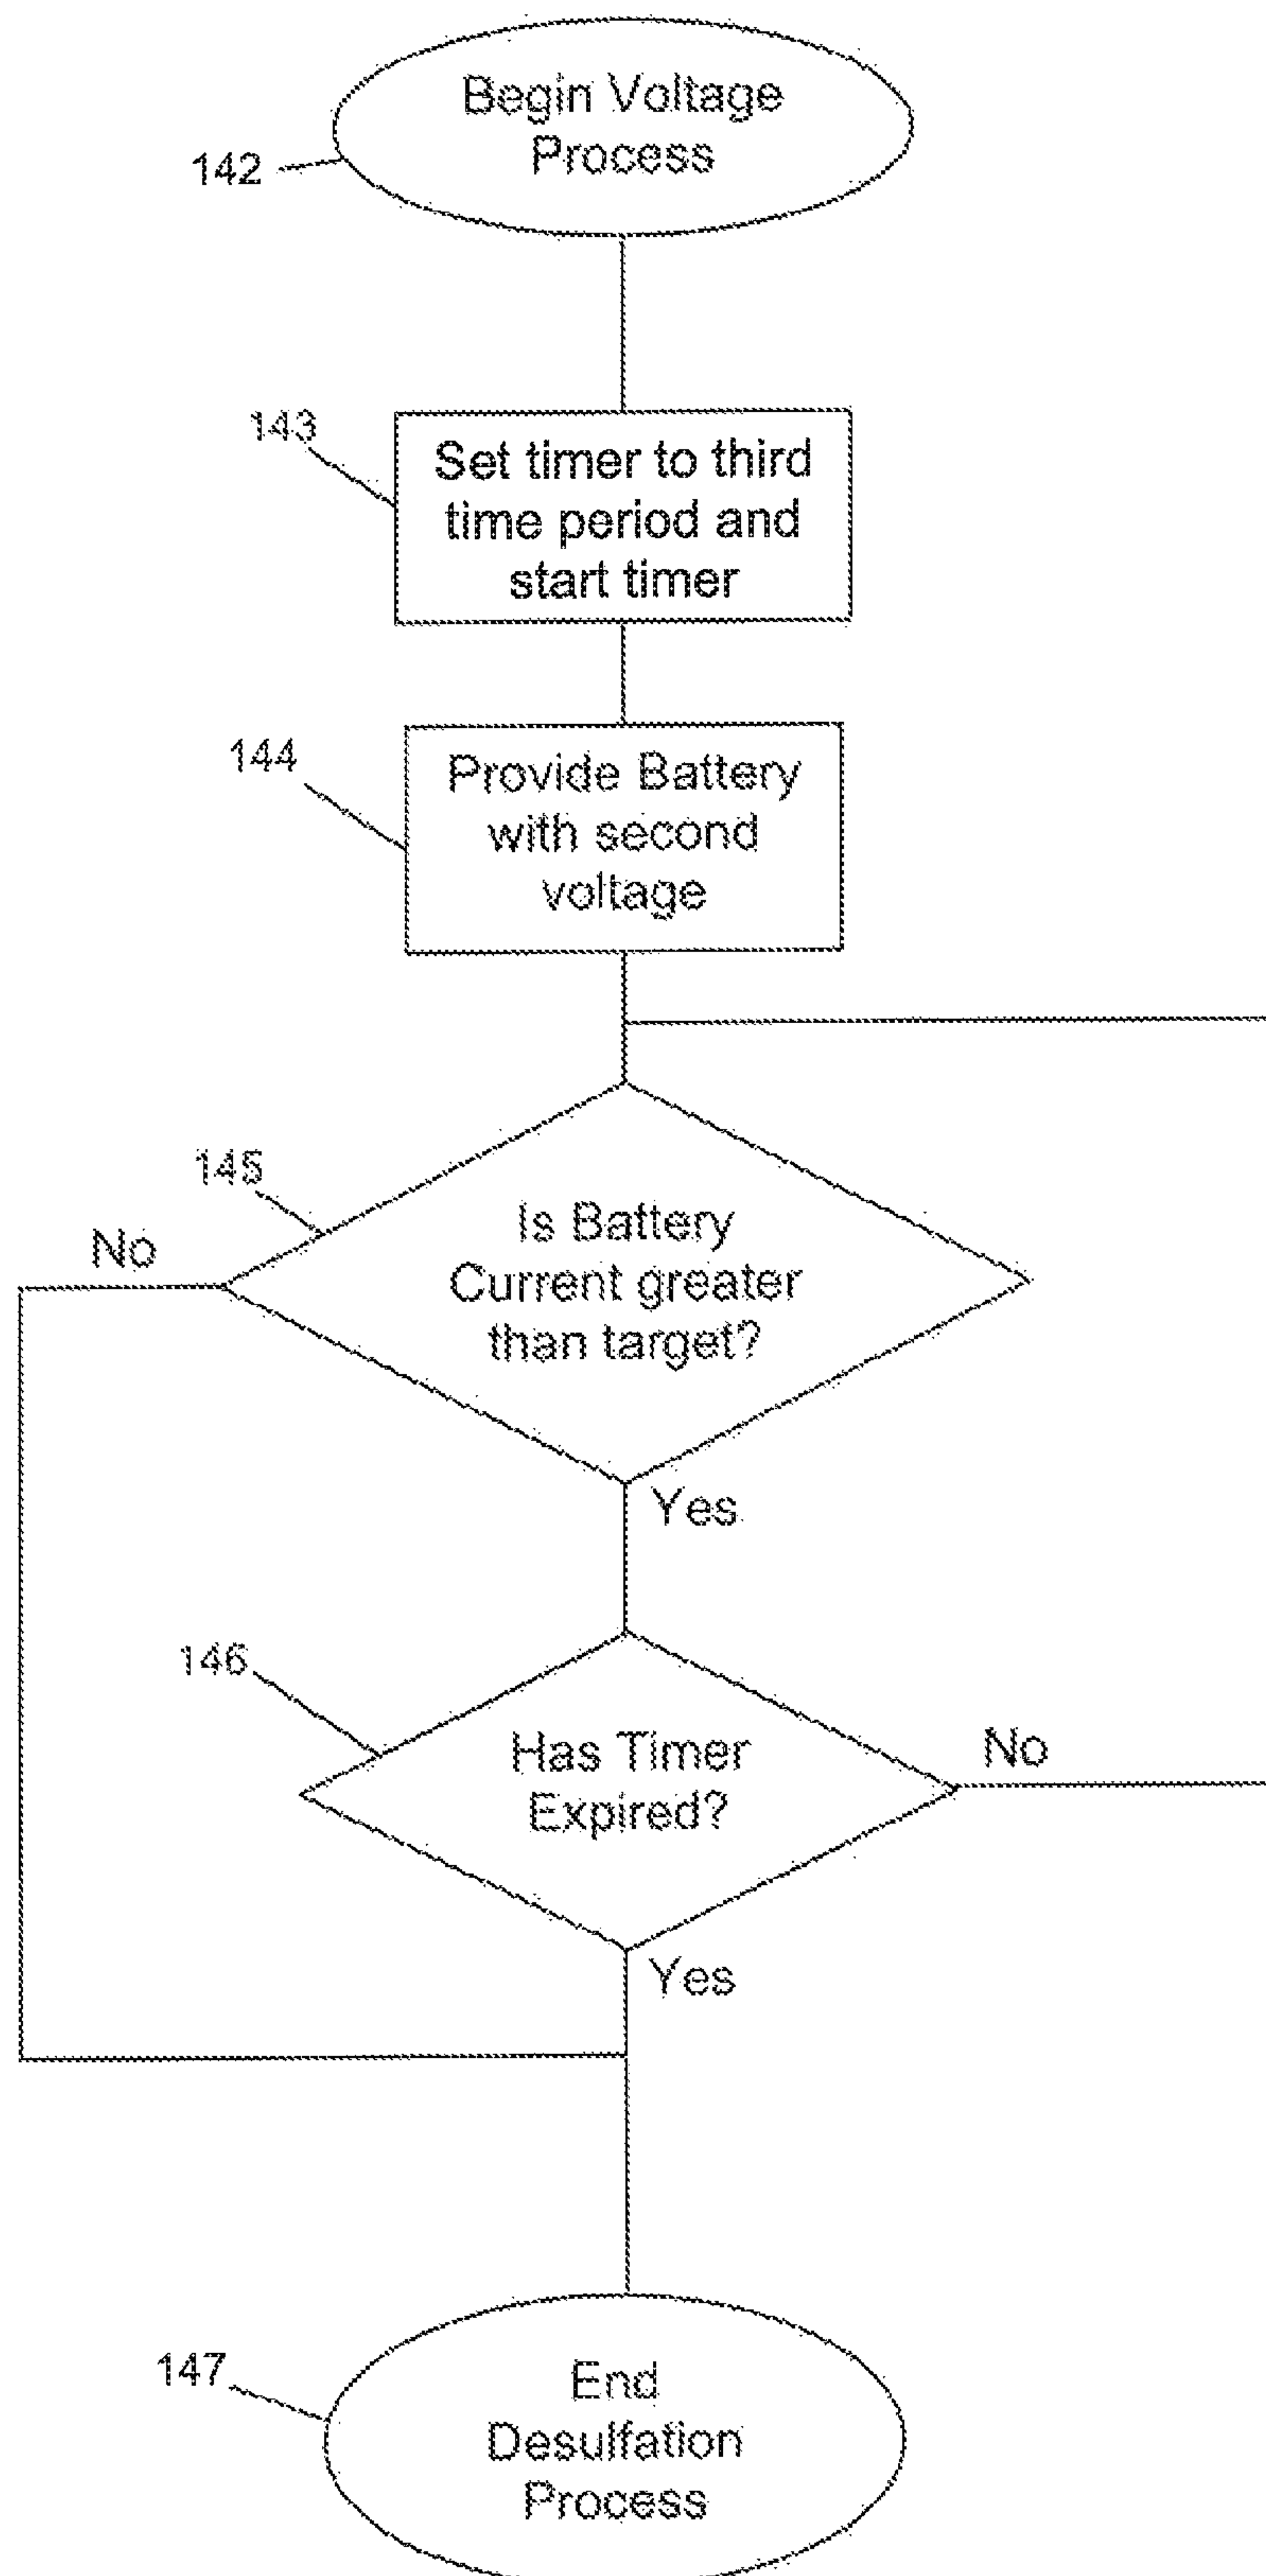 Begin Voltage
Process
142
143
Set timer to third
time period and
start timer
144
Provide Battery
with second
voltage
145
No
Is Battery
Current greater
than target?
Yes
146
Has Timer
Expired?
No
Yes
147
End
Desulfation
Process